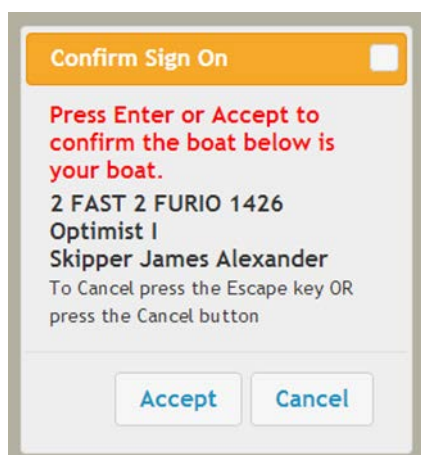 Confirm Sign On
Press Enter or Accept to
confirm the boat below is
your boat.
2 FAST 2 FURIO 1426
Optimist I
Skipper James Alexander
To Cancel press the Escape key OR
press the Cancel button
Accept Cancel